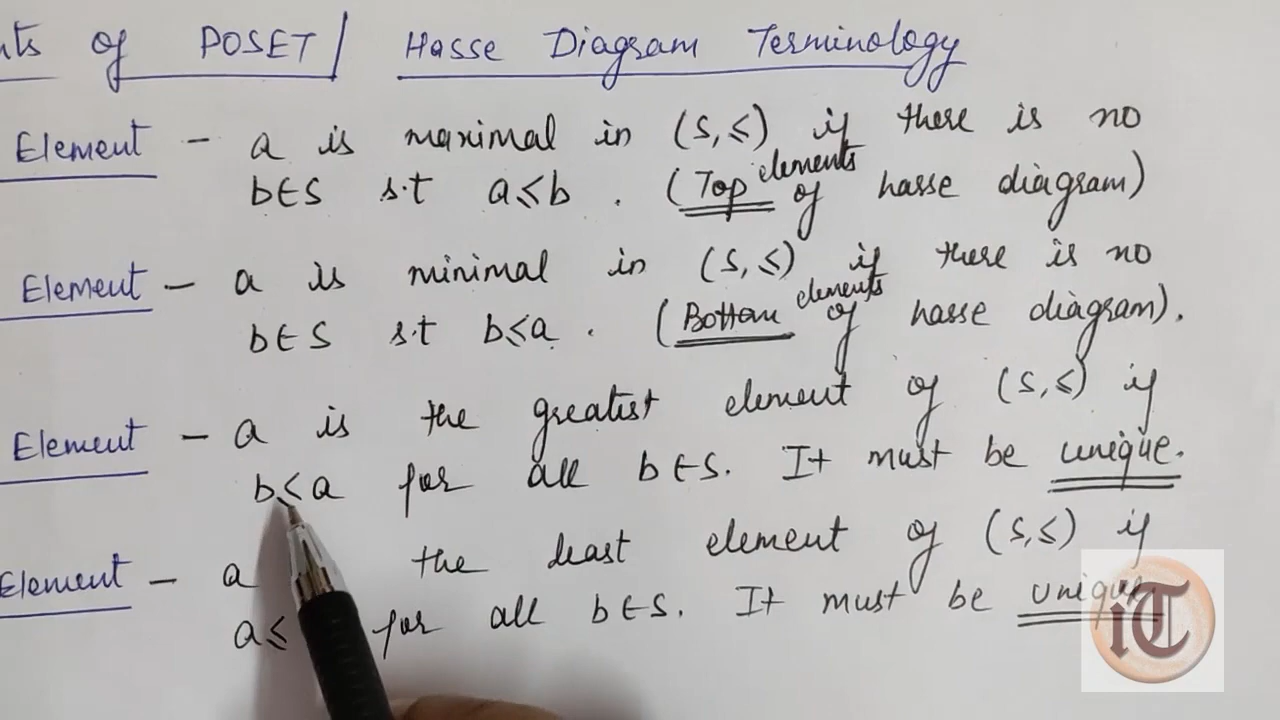 nts of POSET/ Hasse Diagram Terminology
Element - a is maximal in (S,≤) if there is no
b∈S s.t a≤b . (Top elements of hasse diagram)
Element - a is minimal in (S,≤) if there is no
b∈S s.t b≤a . (Bottom elements of hasse diagram).
Element - a is the greatest element of (S,≤) if
b≤a for all b∈S. It must be unique.
Element - a the least element of (S,≤) if
a≤ for all b∈S. It must be unique.
iT